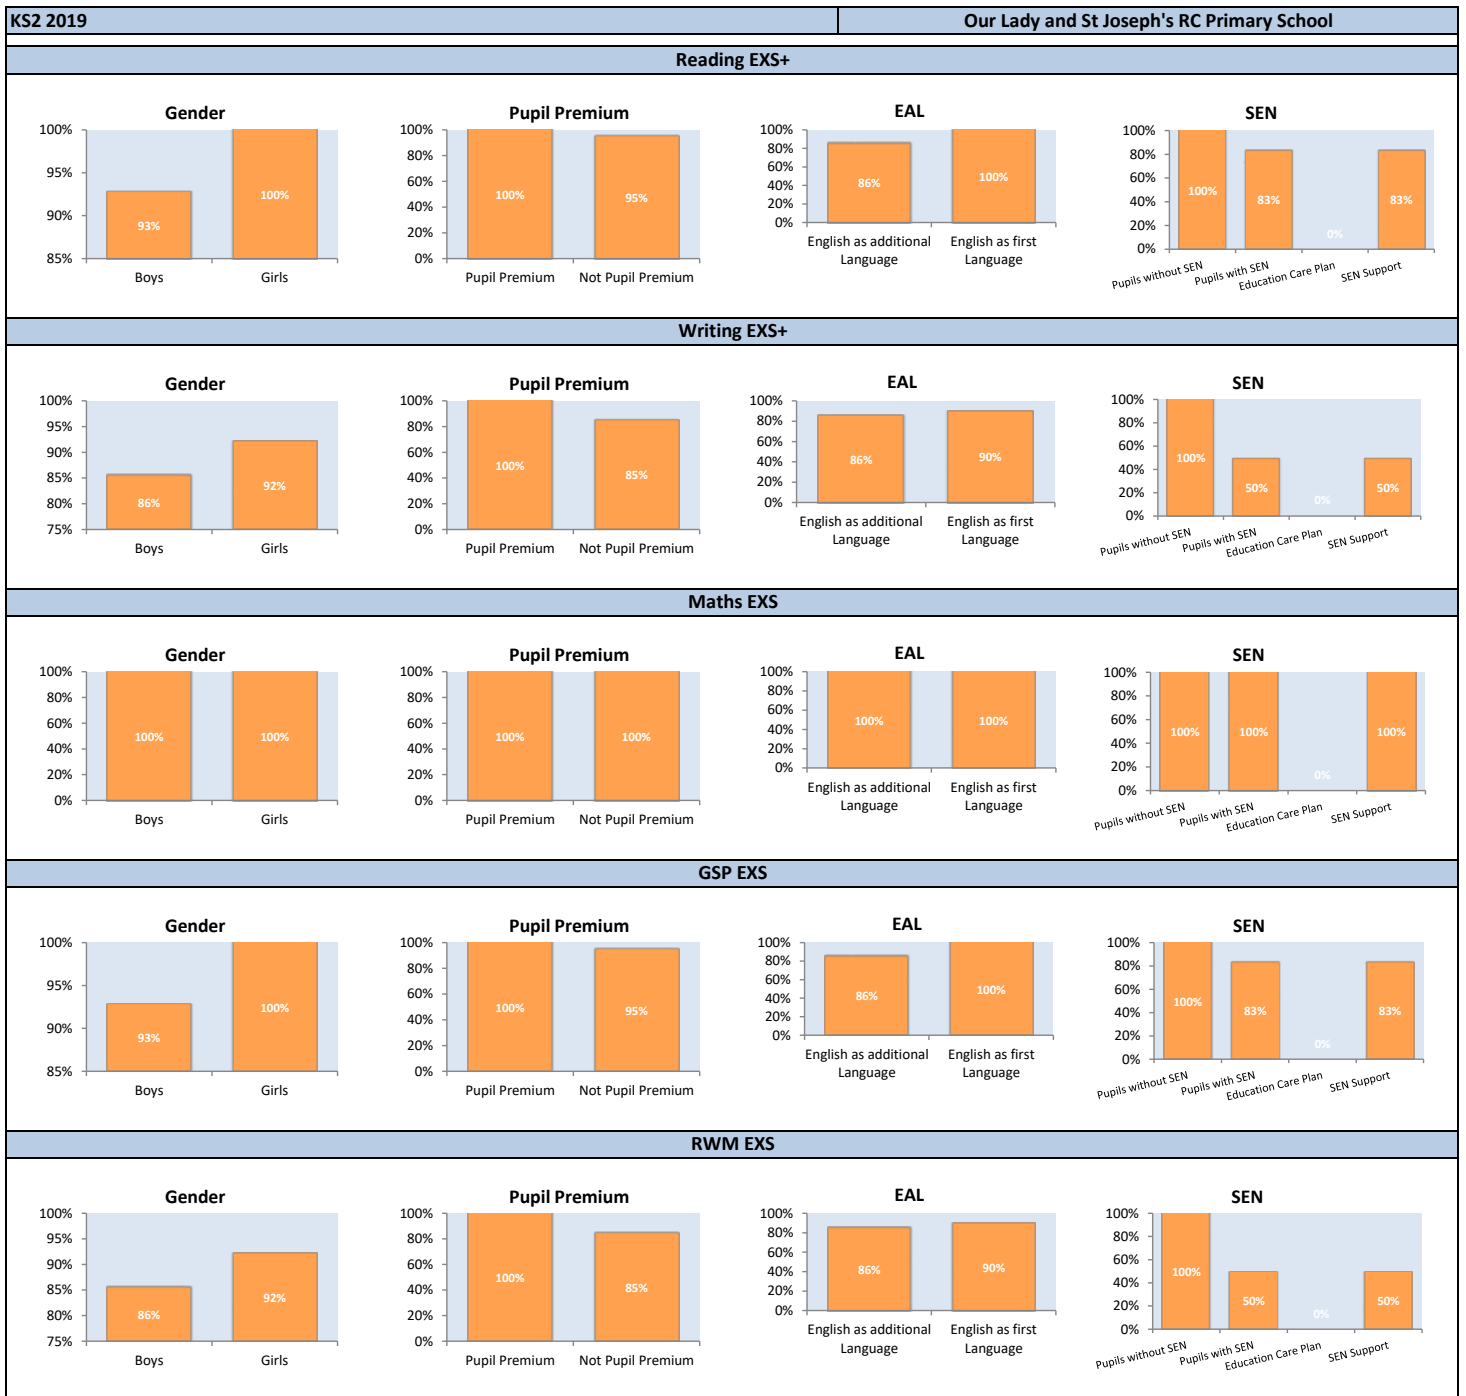 KS2 2019
Our Lady and St Joseph's RC Primary School
Reading EXS+
Gender
100%
95%
90%
85%
93%
100%
Boys
Girls
Pupil Premium
100%
80%
60%
40%
20%
0%
100%
95%
Pupil Premium
Not Pupil Premium
EAL
100%
80%
60%
40%
20%
0%
86%
100%
English as additional
Language
English as first
Language
SEN
100%
80%
60%
40%
20%
0%
100%
83%
0%
83%
Pupils without SEN
Pupils with SEN
Education Care Plan
SEN Support
Writing EXS+
Gender
100%
95%
90%
85%
80%
75%
86%
92%
Boys
Girls
Pupil Premium
100%
80%
60%
40%
20%
0%
100%
85%
Pupil Premium
Not Pupil Premium
EAL
100%
80%
60%
40%
20%
0%
86%
90%
English as additional
Language
English as first
Language
SEN
100%
80%
60%
40%
20%
0%
100%
50%
0%
50%
Pupils without SEN
Pupils with SEN
Education Care Plan
SEN Support
Maths EXS
Gender
100%
80%
60%
40%
20%
0%
100%
100%
Boys
Girls
Pupil Premium
100%
80%
60%
40%
20%
0%
100%
100%
Pupil Premium
Not Pupil Premium
EAL
100%
80%
60%
40%
20%
0%
100%
100%
English as additional
Language
English as first
Language
SEN
100%
80%
60%
40%
20%
0%
100%
100%
0%
100%
Pupils without SEN
Pupils with SEN
Education Care Plan
SEN Support
GSP EXS
Gender
100%
95%
90%
85%
93%
100%
Boys
Girls
Pupil Premium
100%
80%
60%
40%
20%
0%
100%
95%
Pupil Premium
Not Pupil Premium
EAL
100%
80%
60%
40%
20%
0%
86%
100%
English as additional
Language
English as first
Language
SEN
100%
80%
60%
40%
20%
0%
100%
83%
0%
83%
Pupils without SEN
Pupils with SEN
Education Care Plan
SEN Support
RWM EXS
Gender
100%
95%
90%
85%
80%
75%
86%
92%
Boys
Girls
Pupil Premium
100%
80%
60%
40%
20%
0%
100%
85%
Pupil Premium
Not Pupil Premium
EAL
100%
80%
60%
40%
20%
0%
86%
90%
English as additional
Language
English as first
Language
SEN
100%
80%
60%
40%
20%
0%
100%
50%
0%
50%
Pupils without SEN
Pupils with SEN
Education Care Plan
SEN Support